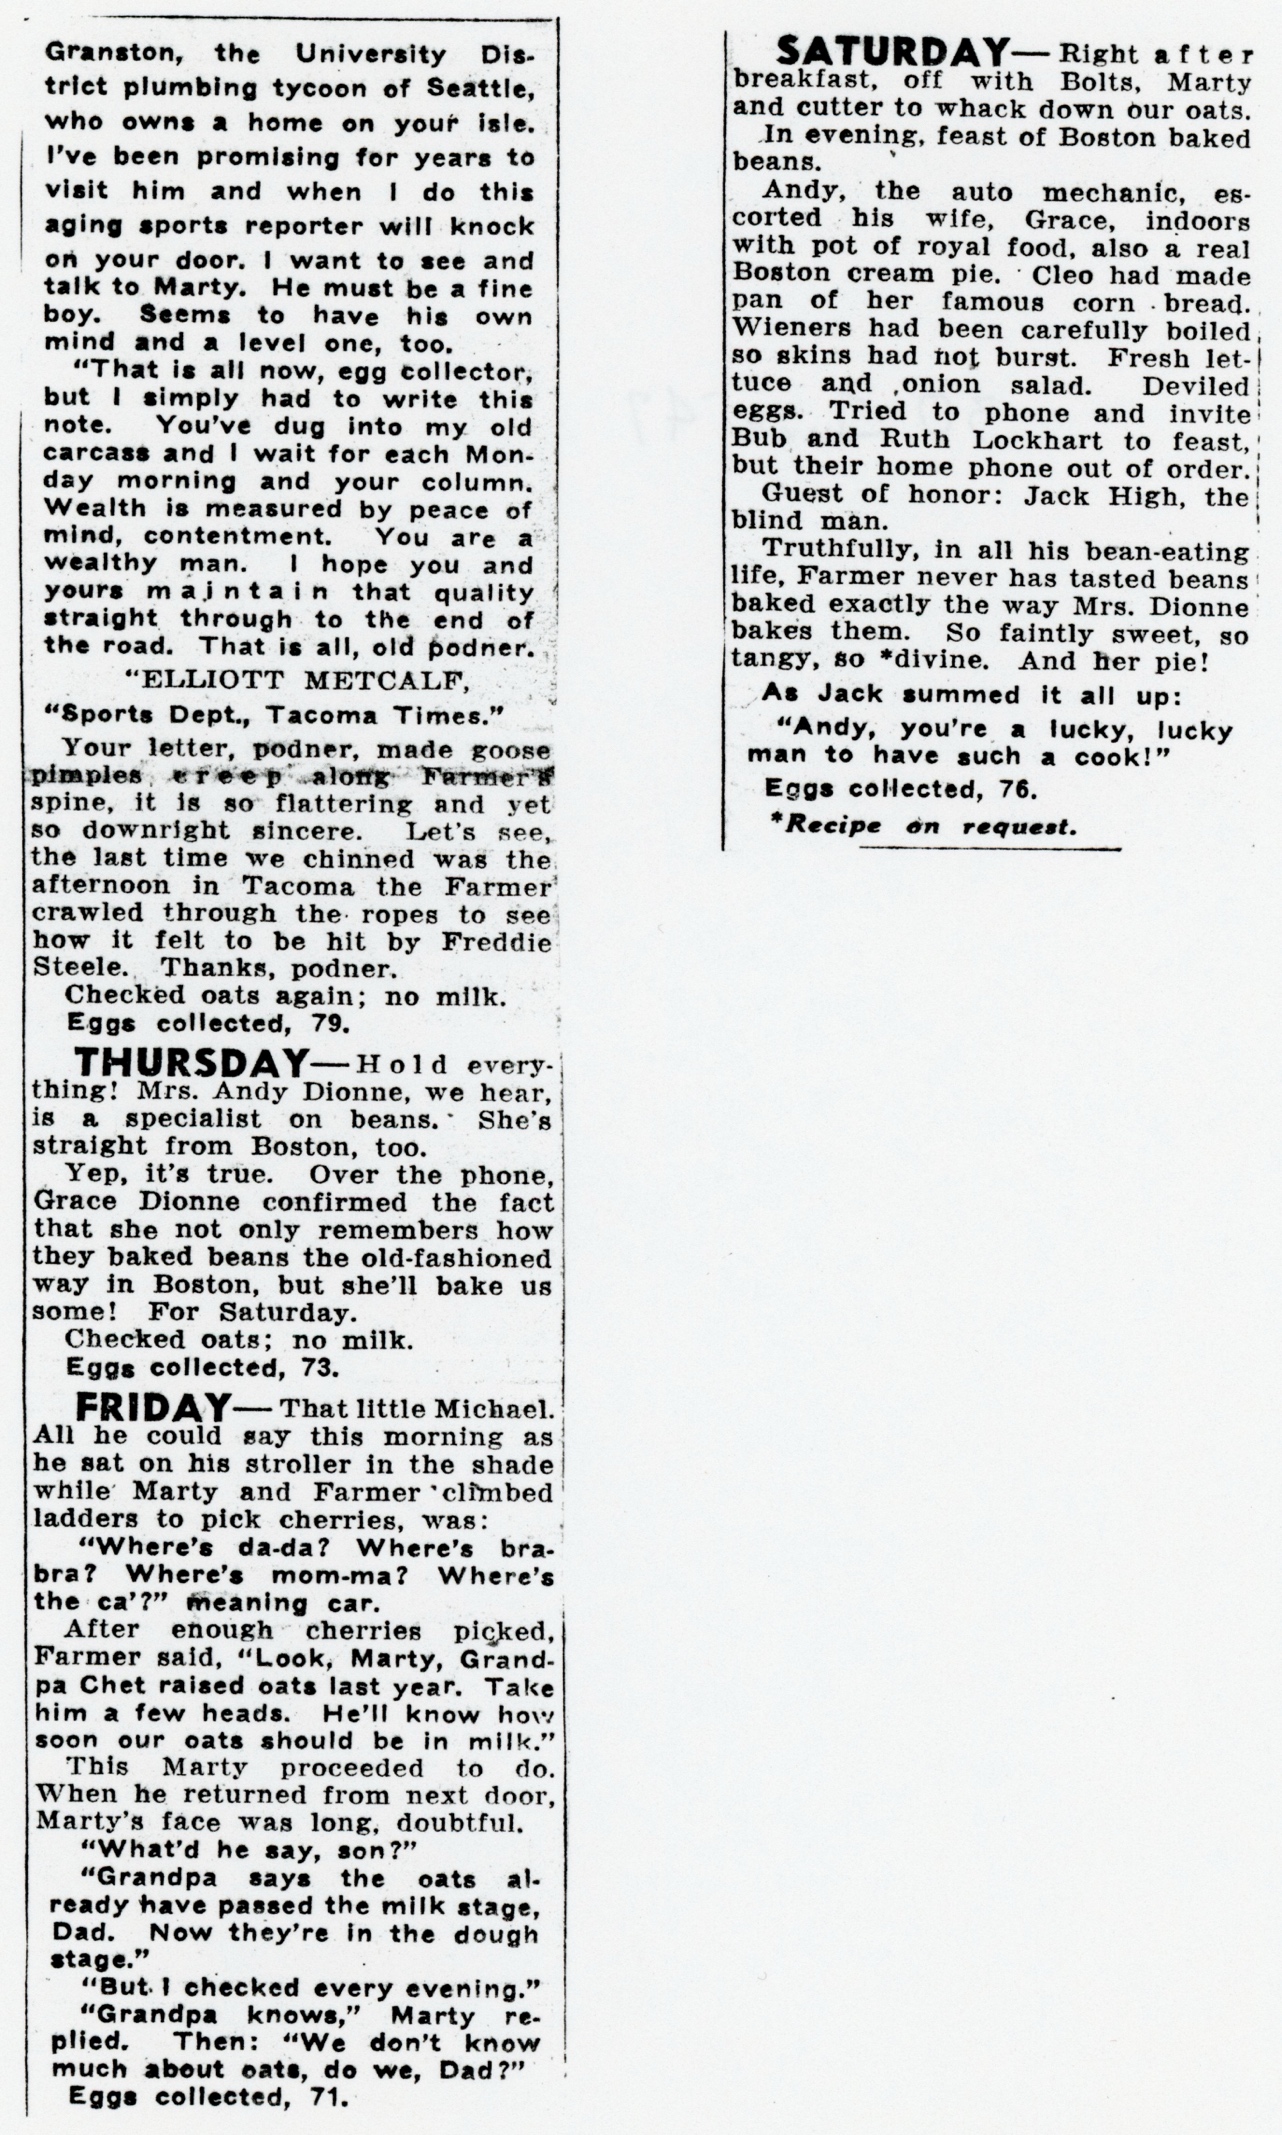 Granston, the University Dis-
trict plumbing tycoon of Seattle,
who owns a home on your isle.
I've been promising for years to
visit him and when I do this
aging sports reporter will knock
on your door. I want to see and
talk to Marty. He must be a fine
boy. Seems to have his own
mind and a level one, too.
"That is all now, egg collector,
but I simply had to write this
note. You've dug into my old
carcass and I wait for each Mon-
day morning and your column.
Wealth is measured by peace of
mind, contentment. You are a
wealthy man. I hope you and
yours maintain that quality
straight through to the end of
the road. That is all, old podner.
"ELLIOTT METCALF,
"Sports Dept., Tacoma Times."
Your letter, podner, made goose
pimples creep along Farmer's
spine, it is so flattering and yet
so downright sincere. Let's see,
the last time we chinned was the
afternoon in Tacoma the Farmer
crawled through the ropes to see
how it felt to be hit by Freddie
Steele. Thanks, podner.
Checked oats again; no milk.
Eggs collected, 79.
THURSDAY—Hold every-
thing! Mrs. Andy Dionne, we hear,
is a specialist on beans. She's
straight from Boston, too.
Yep, it's true. Over the phone,
Grace Dionne confirmed the fact
that she not only remembers how
they baked beans the old-fashioned
way in Boston, but she'll bake us
some! For Saturday.
Checked oats; no milk.
Eggs collected, 73.
FRIDAY—That little Michael.
All he could say this morning as
he sat on his stroller in the shade
while Marty and Farmer climbed
ladders to pick cherries, was:
"Where's da-da? Where's bra-
bra? Where's mom-ma? Where's
the ca'?" meaning car.
After enough cherries picked,
Farmer said, "Look, Marty, Grand-
pa Chet raised oats last year. Take
him a few heads. He'll know how
soon our oats should be in milk."
This Marty proceeded to do.
When he returned from next door,
Marty's face was long, doubtful.
"What'd he say, son?"
"Grandpa says the oats al-
ready have passed the milk stage,
Dad. Now they're in the dough
stage."
"But I checked every evening."
"Grandpa knows," Marty re-
plied. Then: "We don't know
much about oats, do we, Dad?"
Eggs collected, 71.
SATURDAY—Right after
breakfast, off with Bolts, Marty
and cutter to whack down our oats.
In evening, feast of Boston baked
beans.
Andy, the auto mechanic, es-
corted his wife, Grace, indoors
with pot of royal food, also a real
Boston cream pie. Cleo had made
pan of her famous corn bread.
Wieners had been carefully boiled
so skins had not burst. Fresh let-
tuce and onion salad. Deviled
eggs. Tried to phone and invite
Bub and Ruth Lockhart to feast,
but their home phone out of order.
Guest of honor: Jack High, the
blind man.
Truthfully, in all his bean-eating
life, Farmer never has tasted beans
baked exactly the way Mrs. Dionne
bakes them. So faintly sweet, so
tangy, so *divine. And her pie!
As Jack summed it all up:
"Andy, you're a lucky, lucky
man to have such a cook!"
Eggs collected, 76.
*Recipe on request.